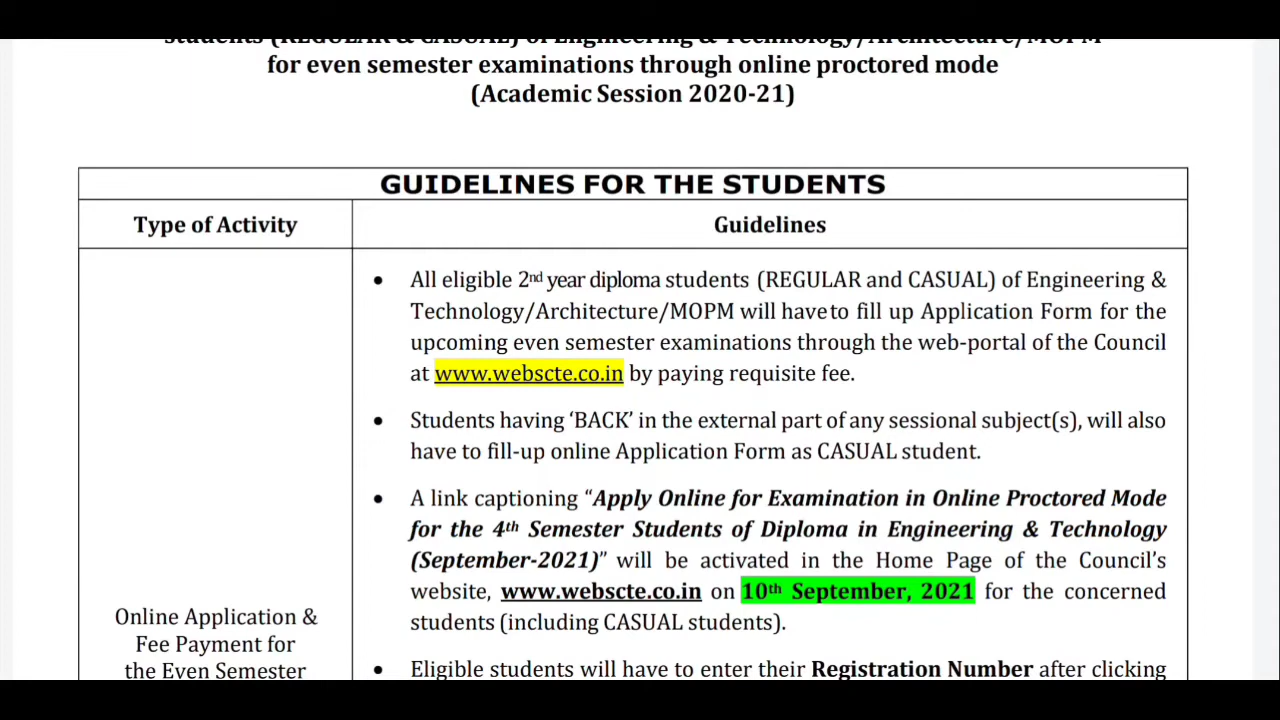 students (REGULAR & CASUAL) of Engineering & Technology/Architecture/MOPM
for even semester examinations through online proctored mode
(Academic Session 2020-21)
GUIDELINES FOR THE STUDENTS
Type of Activity
Guidelines
• All eligible 2nd year diploma students (REGULAR and CASUAL) of Engineering &
Technology/Architecture/MOPM will have to fill up Application Form for the
upcoming even semester examinations through the web-portal of the Council
at www.webscte.co.in by paying requisite fee.
• Students having ‘BACK’ in the external part of any sessional subject(s), will also
have to fill-up online Application Form as CASUAL student.
• A link captioning “Apply Online for Examination in Online Proctored Mode
for the 4th Semester Students of Diploma in Engineering & Technology
(September-2021)” will be activated in the Home Page of the Council’s
website, www.webscte.co.in on 10th September, 2021 for the concerned
students (including CASUAL students).
• Eligible students will have to enter their Registration Number after clicking
Online Application &
Fee Payment for
the Even Semester